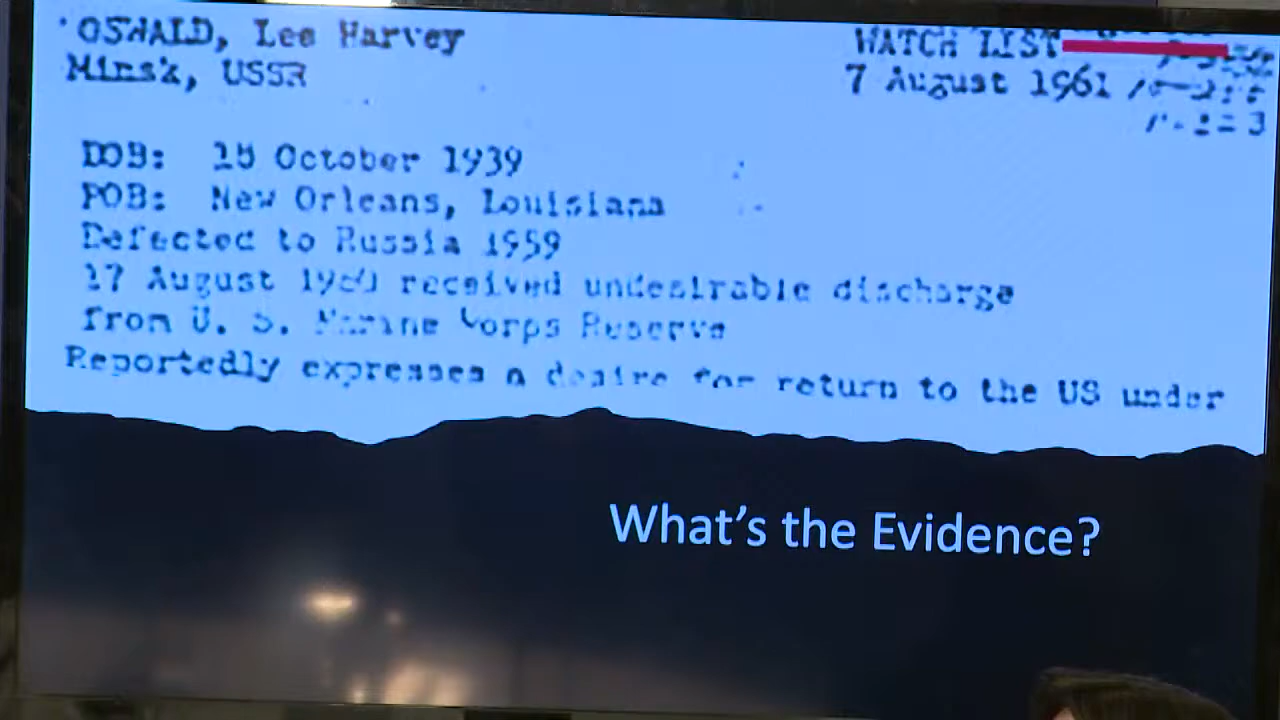 OSWALD, Lee Harvey
WATCH LIST
Minsk, USSR
7 August 1961
DOB: 18 October 1939
POB: New Orleans, Louisiana
Defected to Russia 1959
17 August 1960 received undesirable discharge
from U. S. Marine Corps Reserve
Reportedly expresses a desire for return to the US under
What's the Evidence?